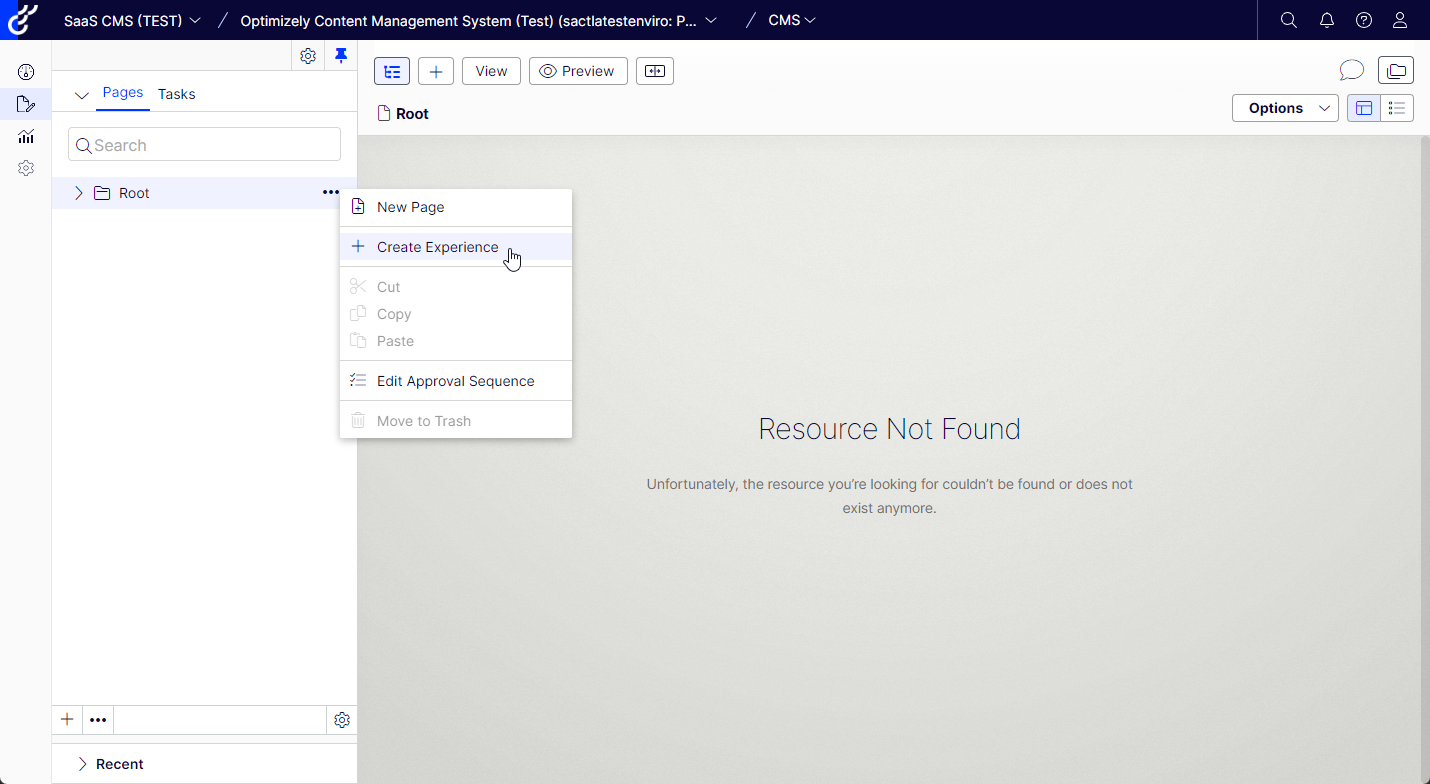 SaaS CMS (TEST) / Optimizely Content Management System (Test) (sactlatestenviro: P... / CMS
View
Preview
Pages Tasks
Root
Options
Search
Root
New Page
Create Experience
Cut
Copy
Paste
Edit Approval Sequence
Move to Trash
Resource Not Found
Unfortunately, the resource you're looking for couldn't be found or does not
exist anymore.
Recent